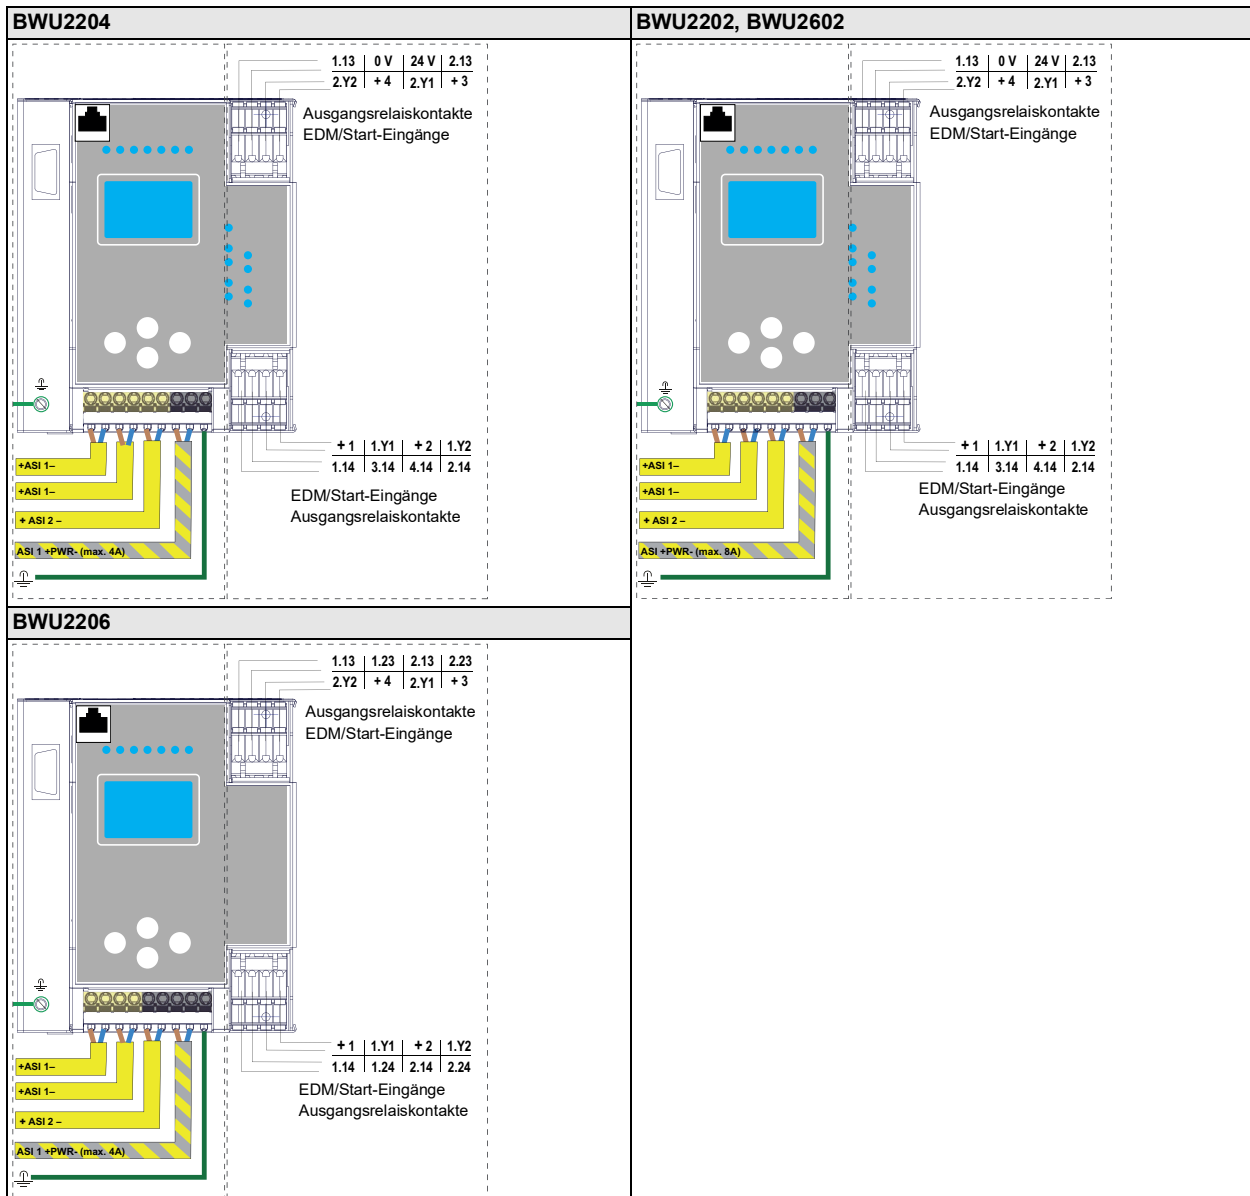 BWU2204
1.13 0 V 24 V 2.13
2.Y2 + 4 2.Y1 + 3
Ausgangsrelaiskontakte
EDM/Start-Eingänge
+ 1 1.Y1 + 2 1.Y2
1.14 3.14 4.14 2.14
EDM/Start-Eingänge
Ausgangsrelaiskontakte
+ASI 1–
+ASI 1–
+ ASI 2 –
ASI 1 +PWR- (max. 4A)
BWU2202, BWU2602
1.13 0 V 24 V 2.13
2.Y2 + 4 2.Y1 + 3
Ausgangsrelaiskontakte
EDM/Start-Eingänge
+ 1 1.Y1 + 2 1.Y2
1.14 3.14 4.14 2.14
EDM/Start-Eingänge
Ausgangsrelaiskontakte
+ASI 1–
+ASI 1–
+ ASI 2 –
ASI +PWR- (max. 8A)
BWU2206
1.13 1.23 2.13 2.23
2.Y2 + 4 2.Y1 + 3
Ausgangsrelaiskontakte
EDM/Start-Eingänge
+ 1 1.Y1 + 2 1.Y2
1.14 1.24 2.14 2.24
EDM/Start-Eingänge
Ausgangsrelaiskontakte
+ASI 1–
+ASI 1–
+ ASI 2 –
ASI 1 +PWR- (max. 4A)